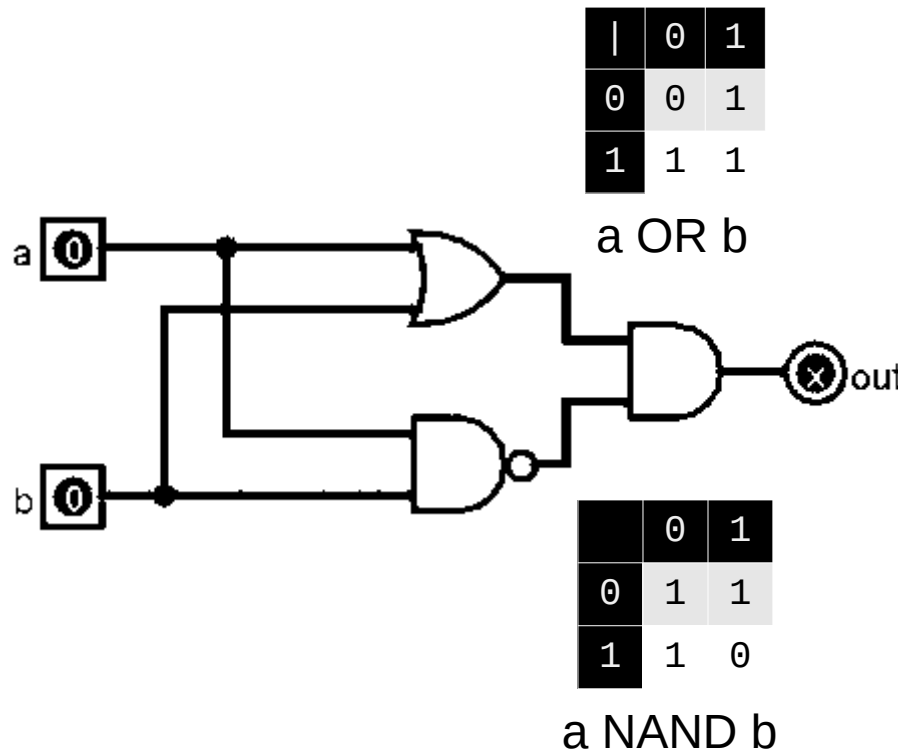 | 0 1
0 0 1
1 1 1
a OR b
a 0
x out
b 0
0 1
0 1 1
1 1 0
a NAND b